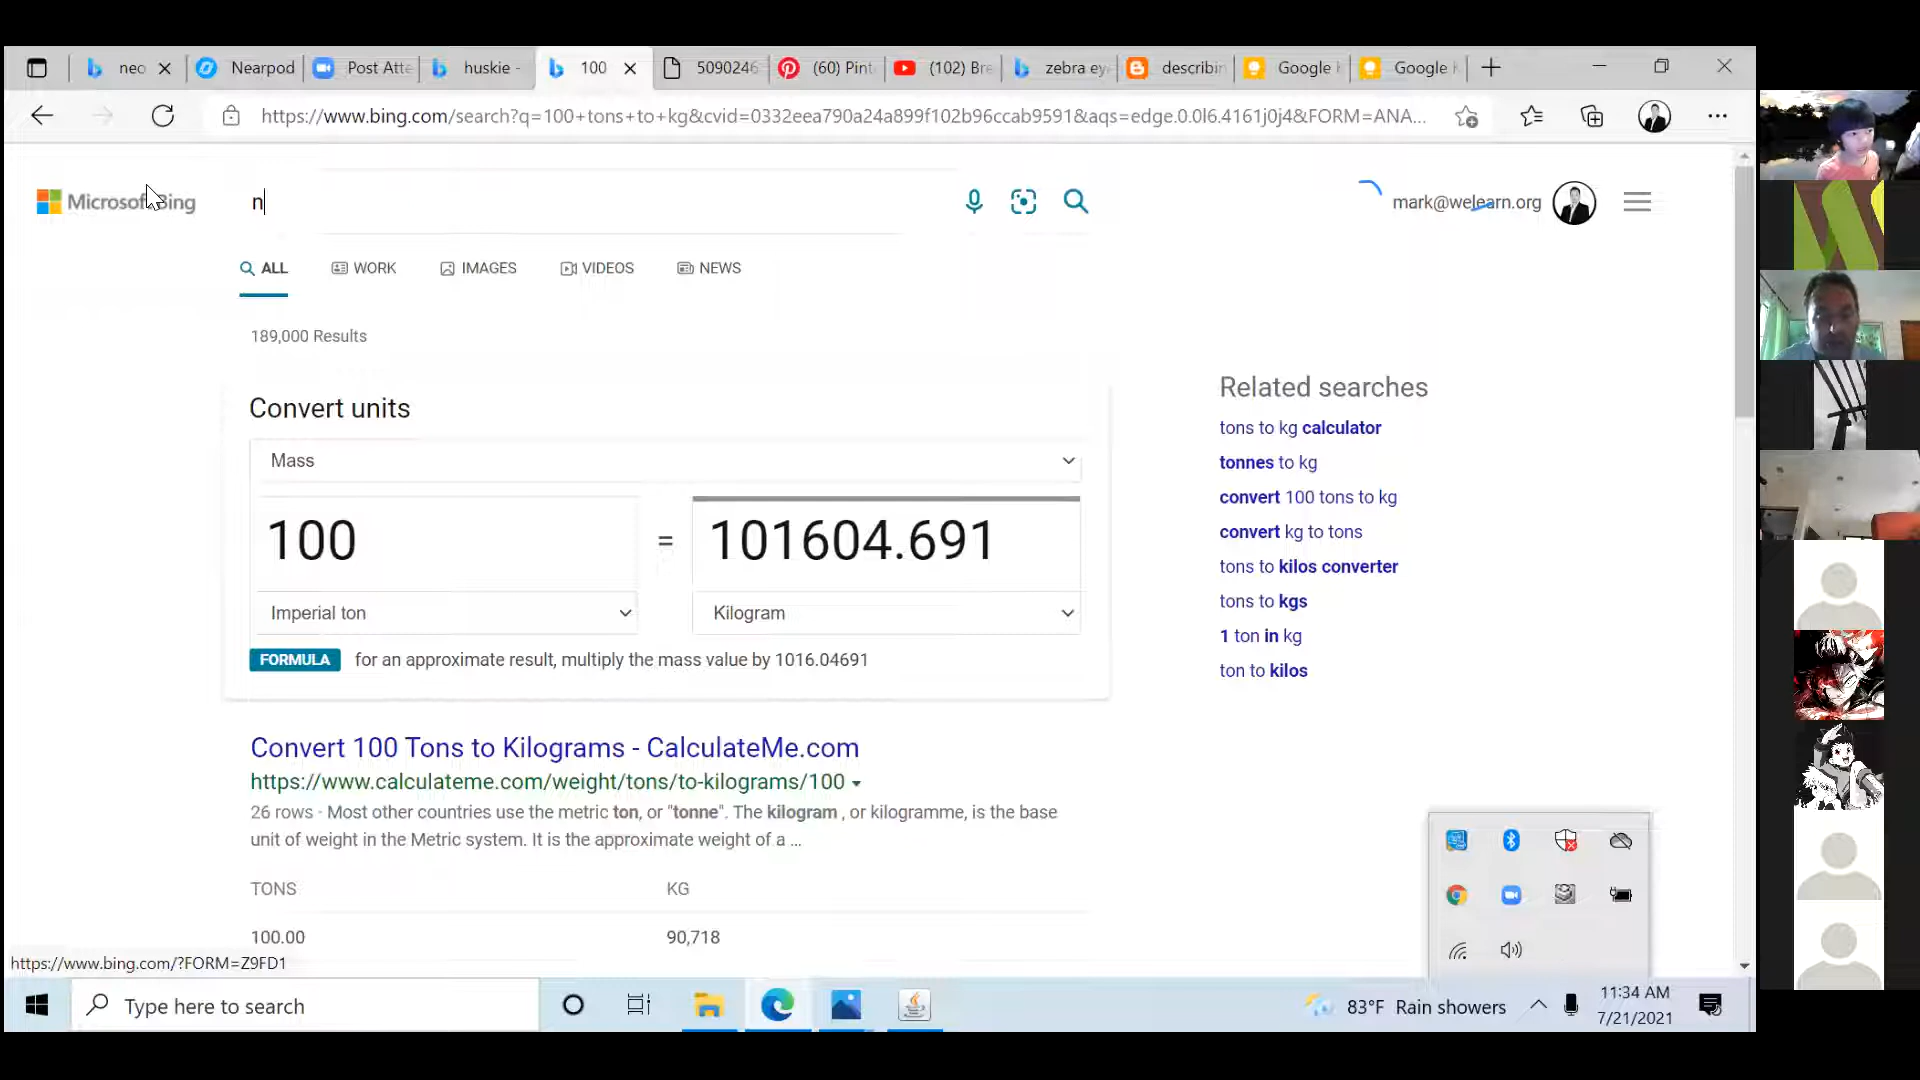 neo
Nearpod
Post Atte
huskie -
100
5090246
(60) Pint
(102) Bre
zebra ey
describin
Google
Google
https://www.bing.com/search?q=100+tons+to+kg&cvid=0332eea790a24a899f102b96ccab9591&aqs=edge.0.0l6.4161j0j4&FORM=ANA...
Microsoft Bing
n
mark@welearn.org
ALL
WORK
IMAGES
VIDEOS
NEWS
189,000 Results
Convert units
Mass
100
=
101604.691
Imperial ton
Kilogram
FORMULA for an approximate result, multiply the mass value by 1016.04691
Related searches
tons to kg calculator
tonnes to kg
convert 100 tons to kg
convert kg to tons
tons to kilos converter
tons to kgs
1 ton in kg
ton to kilos
Convert 100 Tons to Kilograms - CalculateMe.com
https://www.calculateme.com/weight/tons/to-kilograms/100
26 rows · Most other countries use the metric ton, or "tonne". The kilogram , or kilogramme, is the base
unit of weight in the Metric system. It is the approximate weight of a ...
TONS KG
100.00 90,718
https://www.bing.com/?FORM=Z9FD1
Type here to search
83°F Rain showers
11:34 AM
7/21/2021